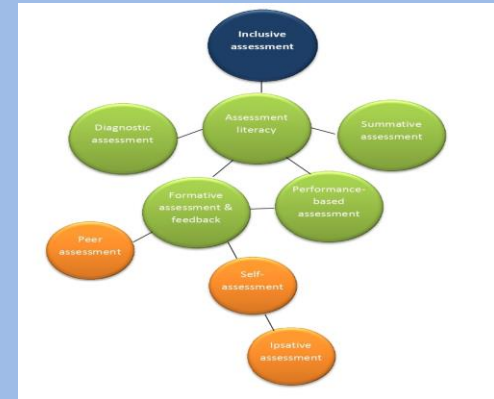 Inclusive
assessment
Assessment
literacy
Diagnostic
assessment
Summative
assessment
Formative
assessment &
feedback
Performance-
based
assessment
Peer
assessment
Self-
assessment
Ipsative
assessment